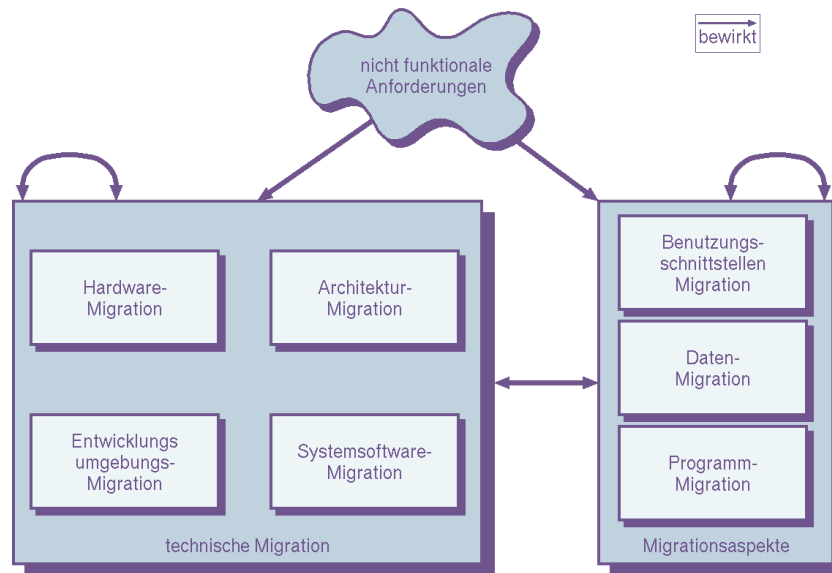 bewirkt
nicht funktionale
Anforderungen
Hardware-
Migration
Architektur-
Migration
Entwicklungs
umgebungs-
Migration
Systemsoftware-
Migration
technische Migration
Benutzungs-
schnittstellen
Migration
Daten-
Migration
Programm-
Migration
Migrationsaspekte